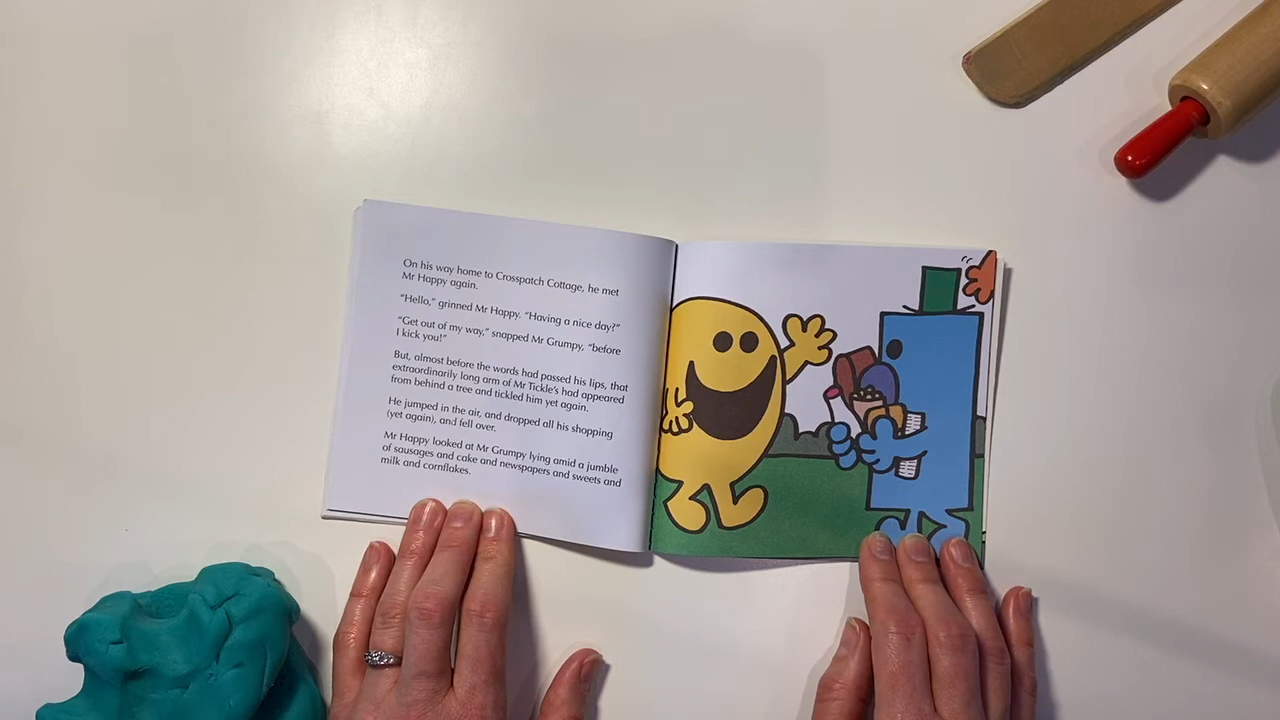 On his way home to Crosspatch Cottage, he met
Mr Happy again.
“Hello,” grinned Mr Happy. “Having a nice day?”
“Get out of my way,” snapped Mr Grumpy, “before
I kick you!”
But, almost before the words had passed his lips, that
extraordinarily long arm of Mr Tickle’s had appeared
from behind a tree and tickled him yet again.
He jumped in the air, and dropped all his shopping
(yet again), and fell over.
Mr Happy looked at Mr Grumpy lying amid a jumble
of sausages and cake and newspapers and sweets and
milk and cornflakes.